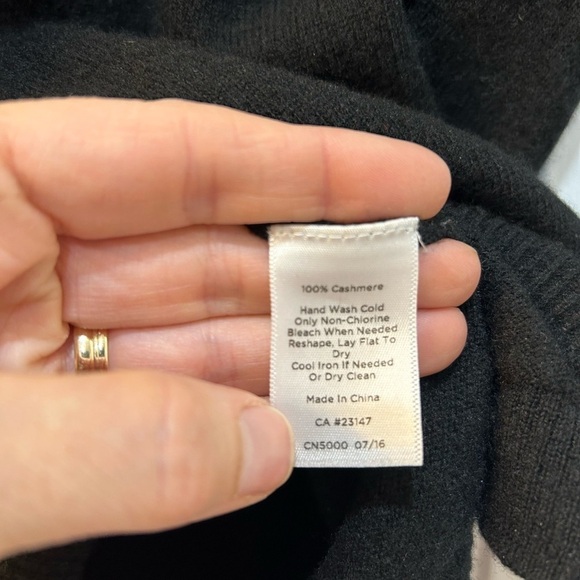 100% Cashmere
Hand Wash Cold
Only Non-Chlorine
Bleach When Needed
Reshape, Lay Flat To
Dry
Cool Iron If Needed
Or Dry Clean
Made In China
CA #23147
CN5000 07/16